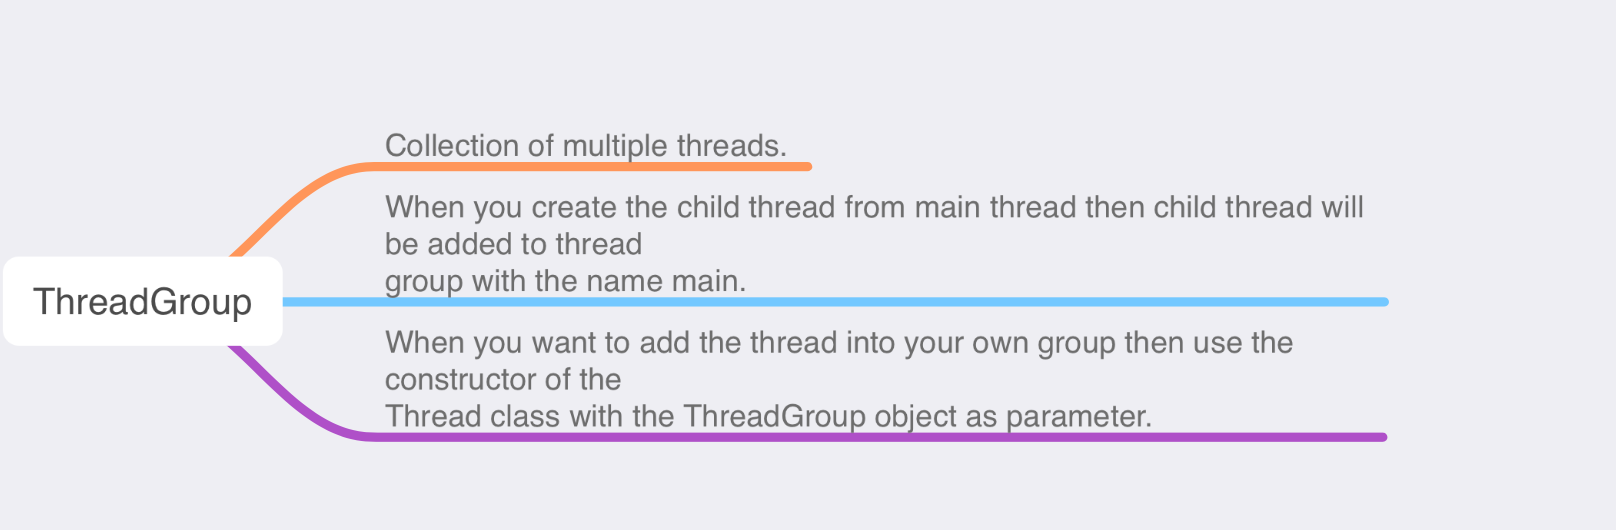 Collection of multiple threads.
When you create the child thread from main thread then child thread will
be added to thread
group with the name main.
ThreadGroup
When you want to add the thread into your own group then use the
constructor of the
Thread class with the ThreadGroup object as parameter.